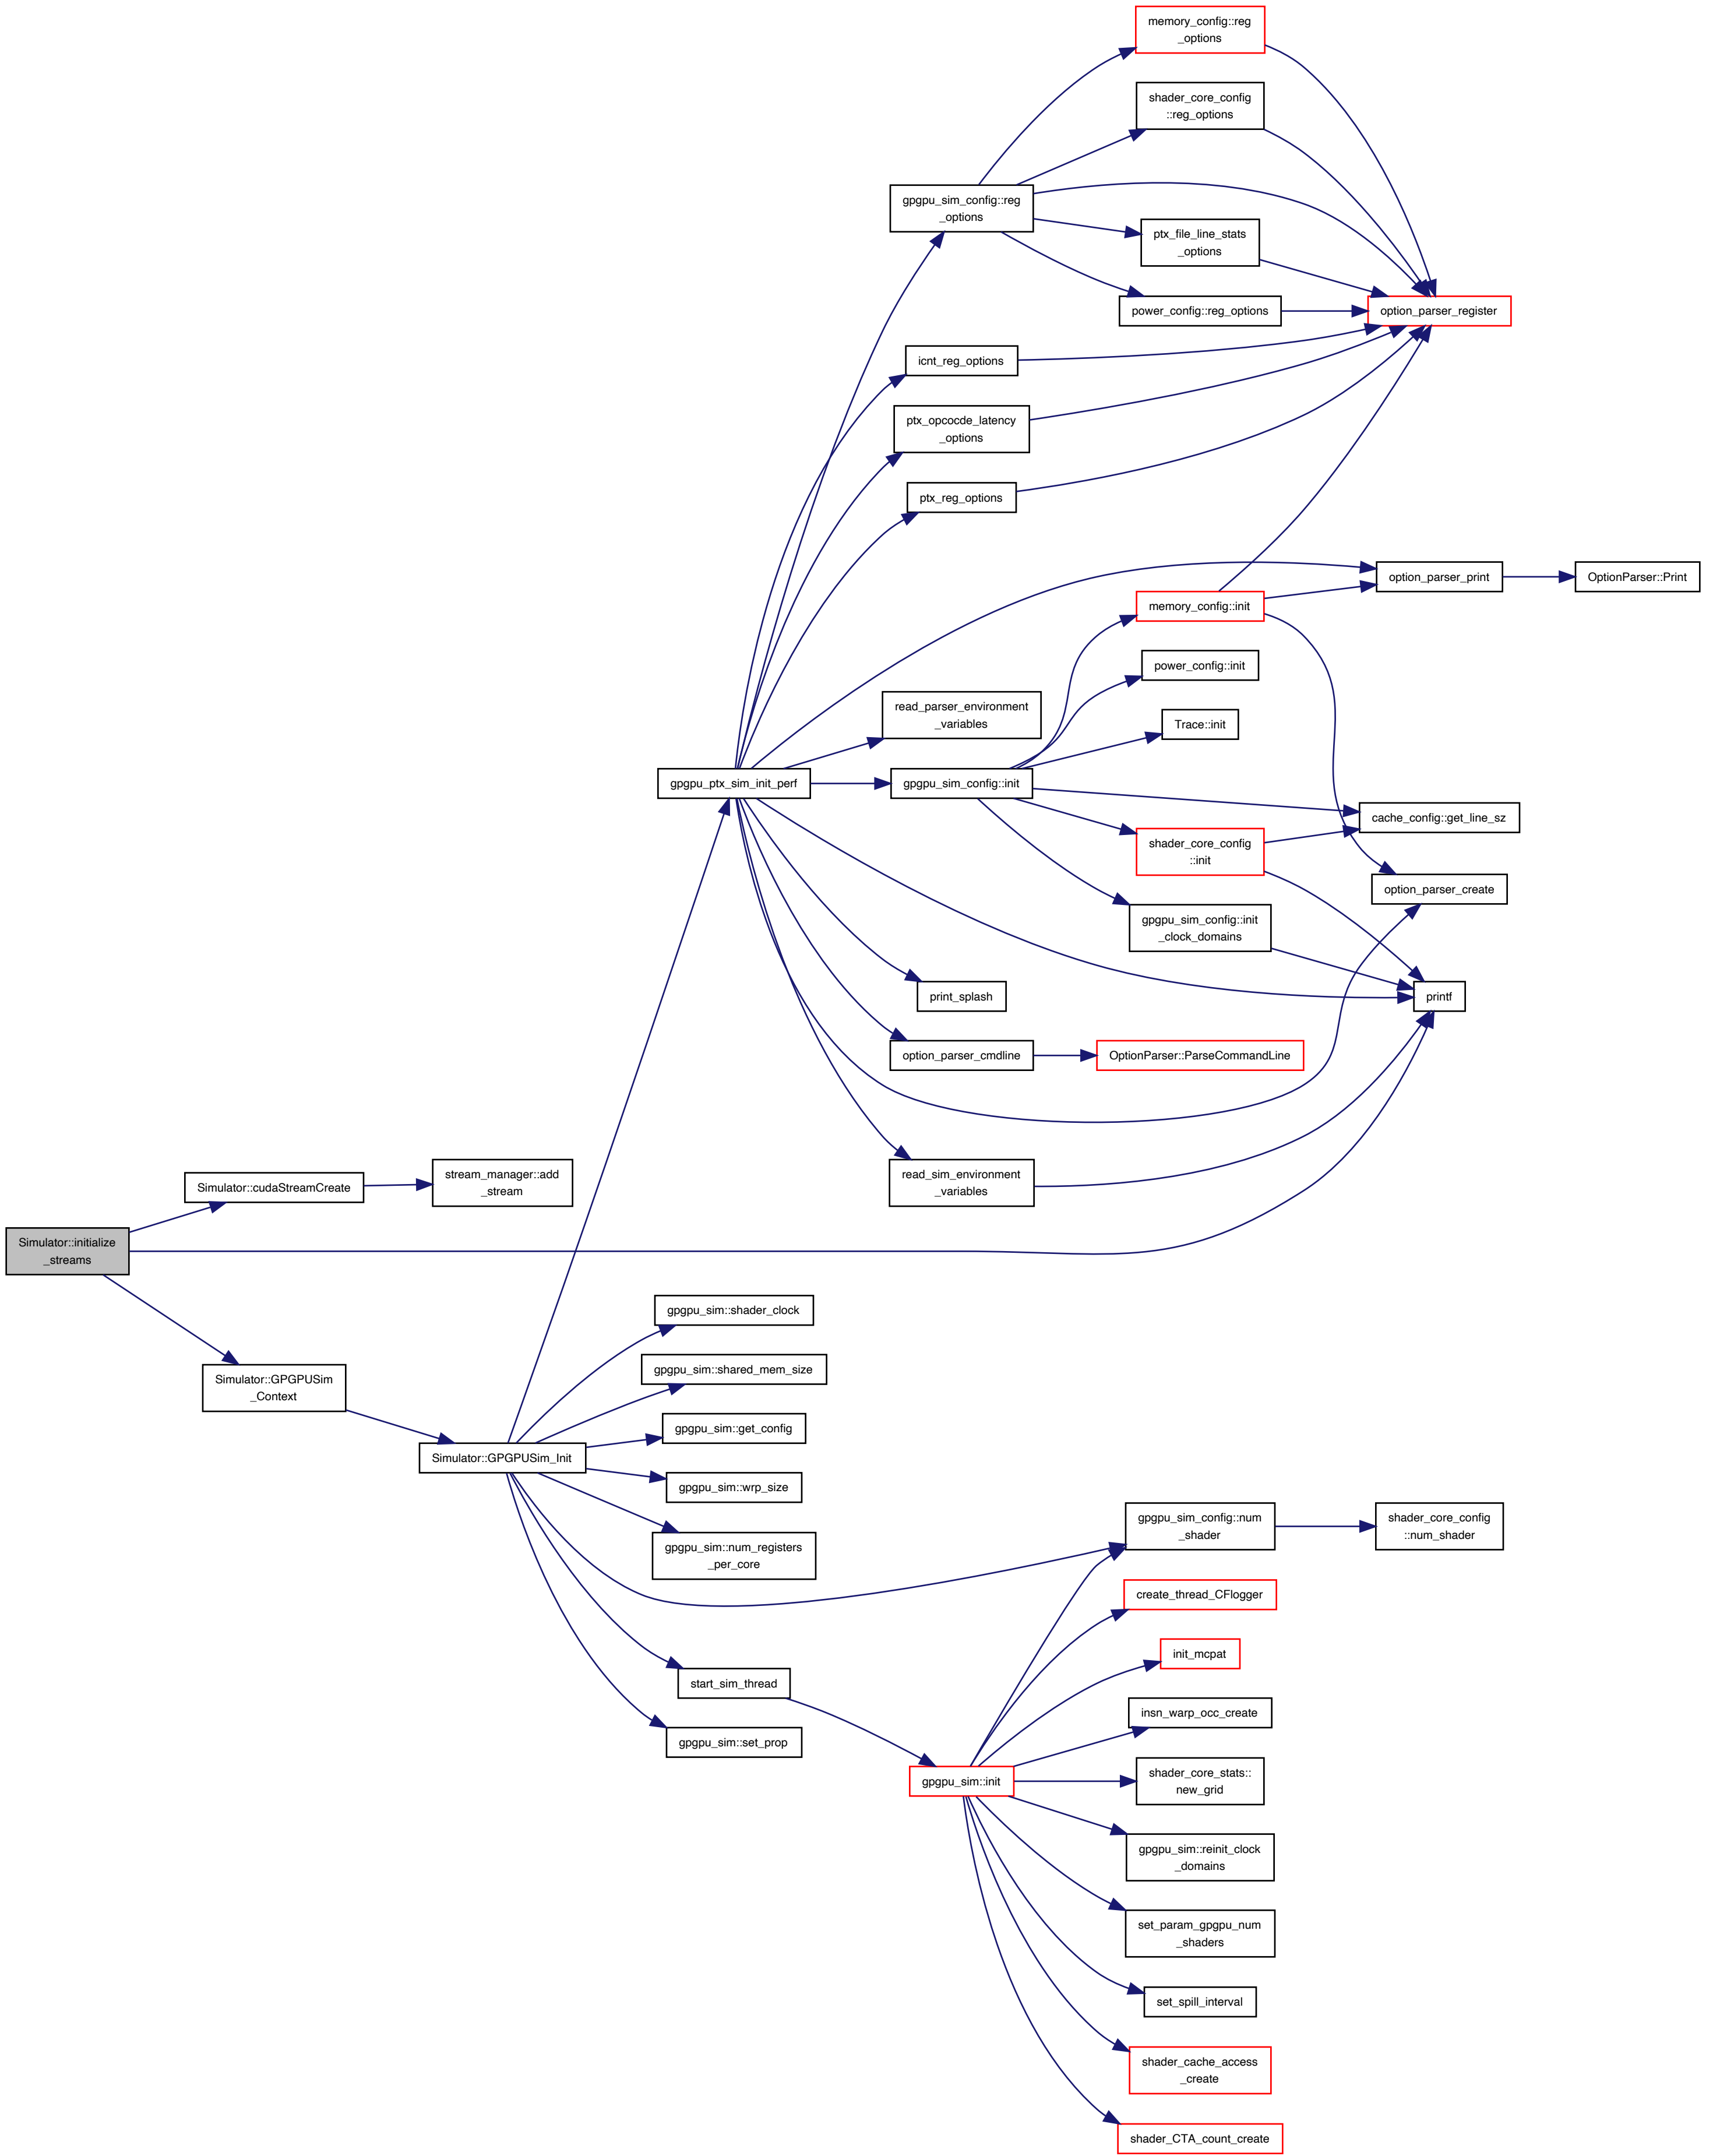 memory_config::reg
_options
shader_core_config
::reg_options
gpgpu_sim_config::reg
_options
ptx_file_line_stats
_options
power_config::reg_options
option_parser_register
icnt_reg_options
ptx_opcocde_latency
_options
ptx_reg_options
option_parser_print
OptionParser::Print
memory_config::init
power_config::init
read_parser_environment
_variables
Trace::init
gpgpu_ptx_sim_init_perf
gpgpu_sim_config::init
cache_config::get_line_sz
shader_core_config
::init
option_parser_create
gpgpu_sim_config::init
_clock_domains
print_splash
printf
option_parser_cmdline
OptionParser::ParseCommandLine
read_sim_environment
_variables
stream_manager::add
_stream
Simulator::cudaStreamCreate
Simulator::initialize
_streams
gpgpu_sim::shader_clock
gpgpu_sim::shared_mem_size
Simulator::GPGPUSim
_Context
gpgpu_sim::get_config
Simulator::GPGPUSim_Init
gpgpu_sim::wrp_size
gpgpu_sim::num_registers
_per_core
gpgpu_sim_config::num
_shader
shader_core_config
::num_shader
create_thread_CFlogger
init_mcpat
start_sim_thread
insn_warp_occ_create
gpgpu_sim::set_prop
gpgpu_sim::init
shader_core_stats::
new_grid
gpgpu_sim::reinit_clock
_domains
set_param_gpgpu_num
_shaders
set_spill_interval
shader_cache_access
_create
shader_CTA_count_create